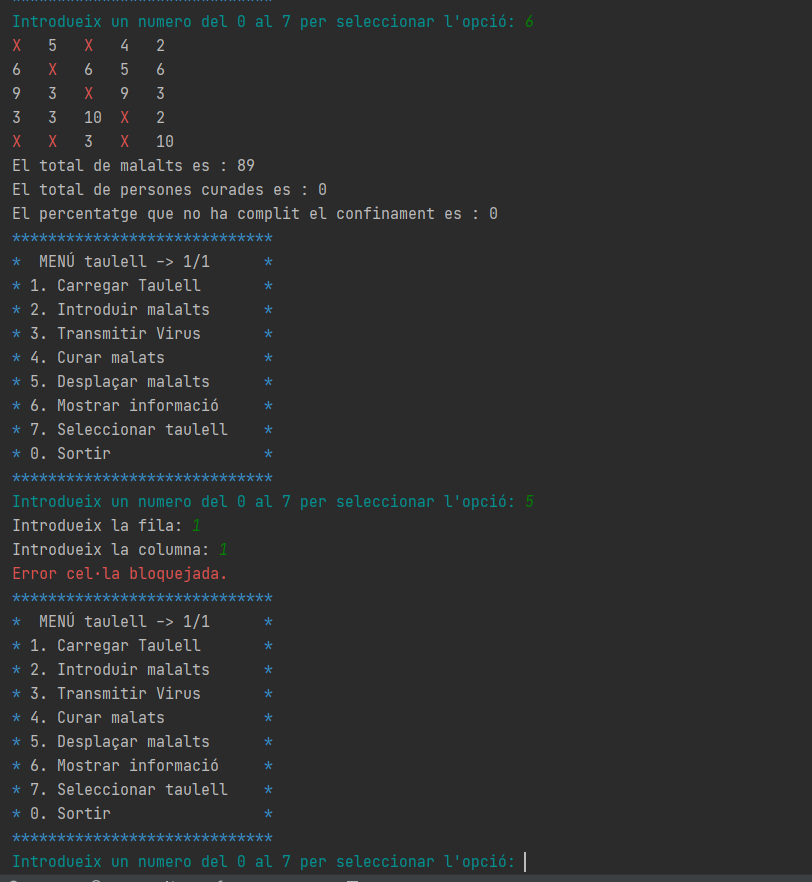 ******************************
Introdueix un numero del 0 al 7 per seleccionar l'opció: 6
X 5 X 4 2
6 X 6 5 6
9 3 X 9 3
3 3 10 X 2
X X 3 X 10
El total de malalts es : 89
El total de persones curades es : 0
El percentatge que no ha complit el confinament es : 0
*****************************
* MENÚ taulell -> 1/1 *
* 1. Carregar Taulell *
* 2. Introduir malalts *
* 3. Transmitir Virus *
* 4. Curar malats *
* 5. Desplaçar malalts *
* 6. Mostrar informació *
* 7. Seleccionar taulell *
* 0. Sortir *
*****************************
Introdueix un numero del 0 al 7 per seleccionar l'opció: 5
Introdueix la fila: 1
Introdueix la columna: 1
Error cel·la bloquejada.
*****************************
* MENÚ taulell -> 1/1 *
* 1. Carregar Taulell *
* 2. Introduir malalts *
* 3. Transmitir Virus *
* 4. Curar malats *
* 5. Desplaçar malalts *
* 6. Mostrar informació *
* 7. Seleccionar taulell *
* 0. Sortir *
*****************************
Introdueix un numero del 0 al 7 per seleccionar l'opció: